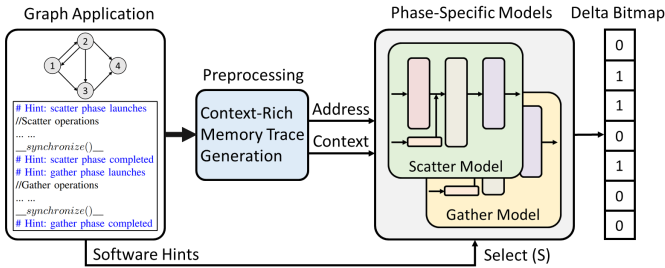 Graph Application
Phase-Specific Models
Delta Bitmap
1
2
3
4
# Hint: scatter phase launches
//Scatter operations
... ...
__synchronize()__
# Hint: scatter phase completed
# Hint: gather phase launches
//Gather operations
... ...
__synchronize()__
# Hint: gather phase completed
Preprocessing
Context-Rich
Memory Trace
Generation
Address
Context
Scatter Model
Gather Model
0
1
1
0
1
0
0
Software Hints
Select (S)